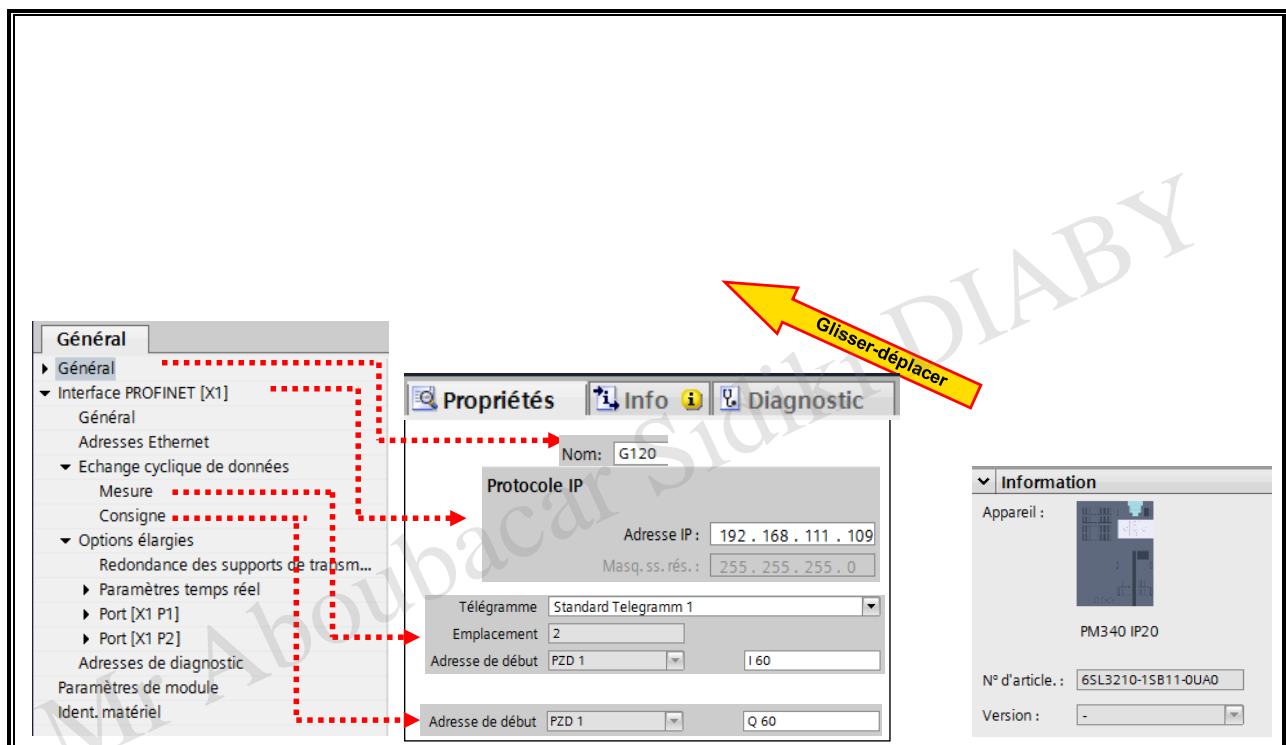 Général
Général
Interface PROFINET [X1]
Général
Adresses Ethernet
Echange cyclique de données
Mesure
Consigne
Options élargies
Redondance des supports de transm...
Paramètres temps réel
Port [X1 P1]
Port [X1 P2]
Adresses de diagnostic
Paramètres de module
Ident. matériel
Propriétés Info Diagnostic
Nom: G120
Protocole IP
Adresse IP : 192 . 168 . 111 . 109
Masq. ss. rés. : 255 . 255 . 255 . 0
Télégramme Standard Telegramm 1
Emplacement 2
Adresse de début PZD 1 I 60
Adresse de début PZD 1 Q 60
Glisser-déplacer
Information
Appareil :
PM340 IP20
N° d'article. : 6SL3210-1SB11-0UA0
Version : -
Mr Aboubacar Sidiki DIABY